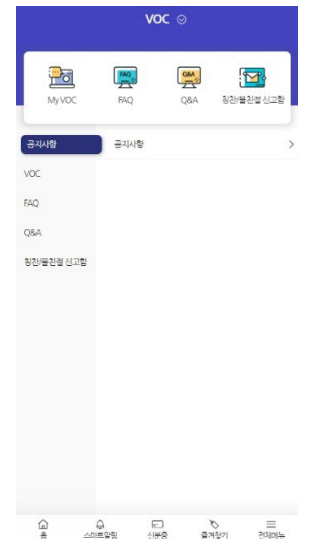 VOC
FAQ
Q&A
My VOC
FAQ
Q&A
칭찬/불친절 신고함
공지사항
공지사항
VOC
FAQ
Q&A
칭찬/불친절 신고함
홈
스마트알림
신분증
즐겨찾기
전체메뉴